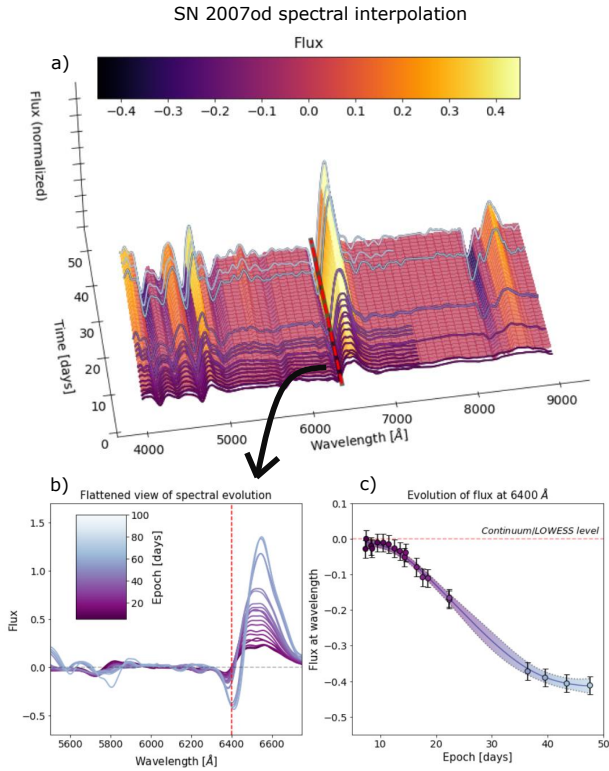 SN 2007od spectral interpolation
Flux
a)
−0.4 −0.3 −0.2 −0.1 0.0 0.1 0.2 0.3 0.4
Flux (normalized)
50
40
30
20
10
0
Time [days]
4000 5000 6000 7000 8000 9000
Wavelength [Å]
b)
Flattened view of spectral evolution
1.5
1.0
0.5
0.0
−0.5
Flux
100
80
60
40
20
Epoch [days]
5600 5800 6000 6200 6400 6600
Wavelength [Å]
c)
Evolution of flux at 6400 Å
Continuum/LOWESS level
0.1
0.0
−0.1
−0.2
−0.3
−0.4
−0.5
Flux at wavelength
10 20 30 40 50
Epoch [days]